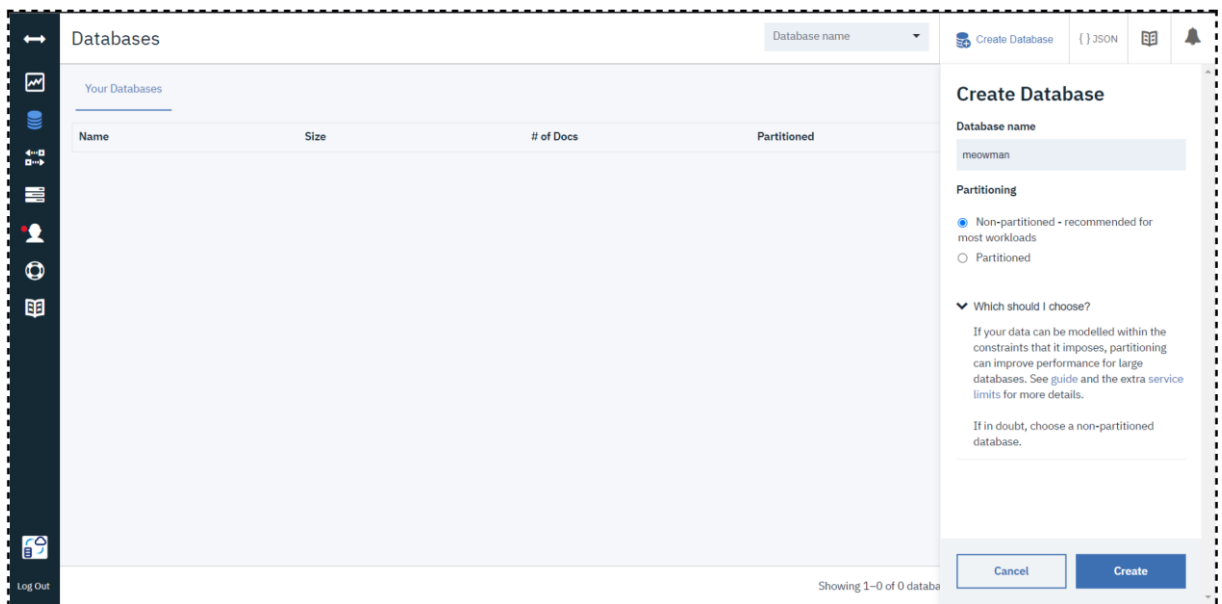 Databases
Database name
Create Database
{ } JSON
Your Databases
Name Size # of Docs Partitioned
Create Database
Database name
meowman
Partitioning
Non-partitioned - recommended for
most workloads
Partitioned
Which should I choose?
If your data can be modelled within the
constraints that it imposes, partitioning
can improve performance for large
databases. See guide and the extra service
limits for more details.
If in doubt, choose a non-partitioned
database.
Cancel
Create
Log Out
Showing 1–0 of 0 databa